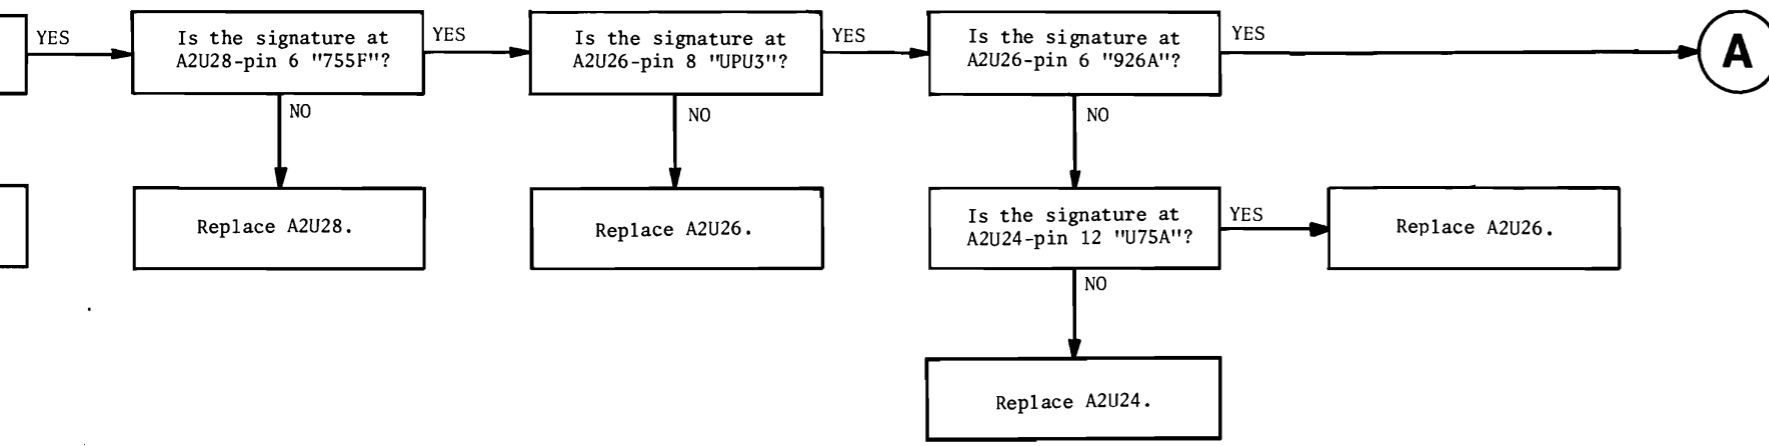 YES
Is the signature at
A2U28-pin 6 "755F"?
YES
Is the signature at
A2U26-pin 8 "UPU3"?
YES
Is the signature at
A2U26-pin 6 "926A"?
YES
A
NO
NO
NO
Replace A2U28.
Replace A2U26.
Is the signature at
A2U24-pin 12 "U75A"?
YES
Replace A2U26.
NO
Replace A2U24.